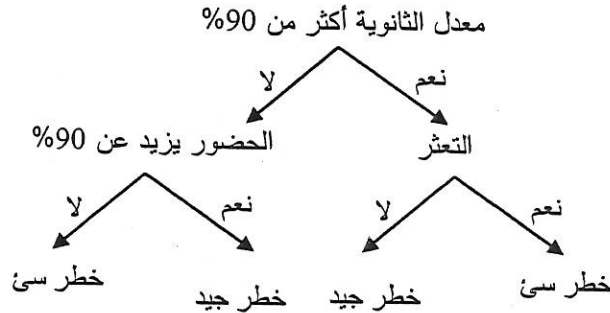 معدل الثانوية أكثر من 90%
نعم
لا
التعثر
الحضور يزيد عن 90%
نعم
لا
نعم
لا
خطر سئ
خطر جيد
خطر جيد
خطر سئ